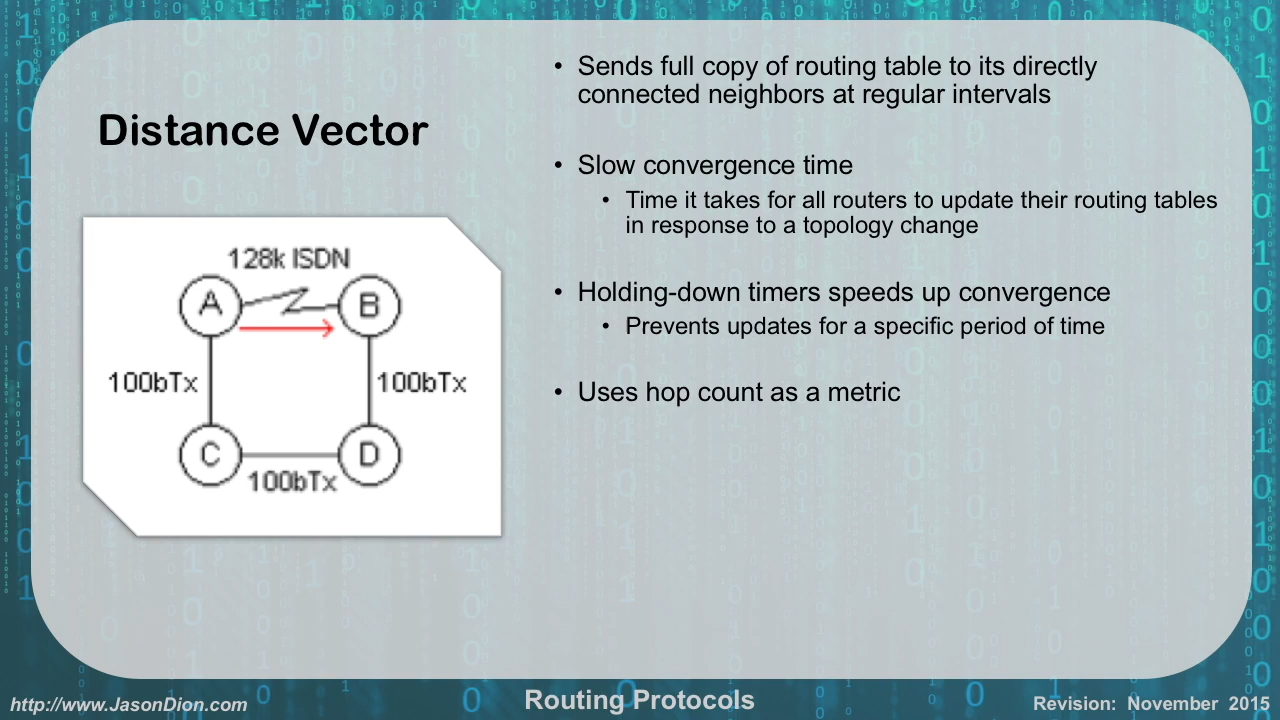 Distance Vector
128k ISDN
A
B
100bTx
100bTx
C
D
100bTx
• Sends full copy of routing table to its directly
connected neighbors at regular intervals
• Slow convergence time
• Time it takes for all routers to update their routing tables
in response to a topology change
• Holding-down timers speeds up convergence
• Prevents updates for a specific period of time
• Uses hop count as a metric
http://www.JasonDion.com
Routing Protocols
Revision: November 2015